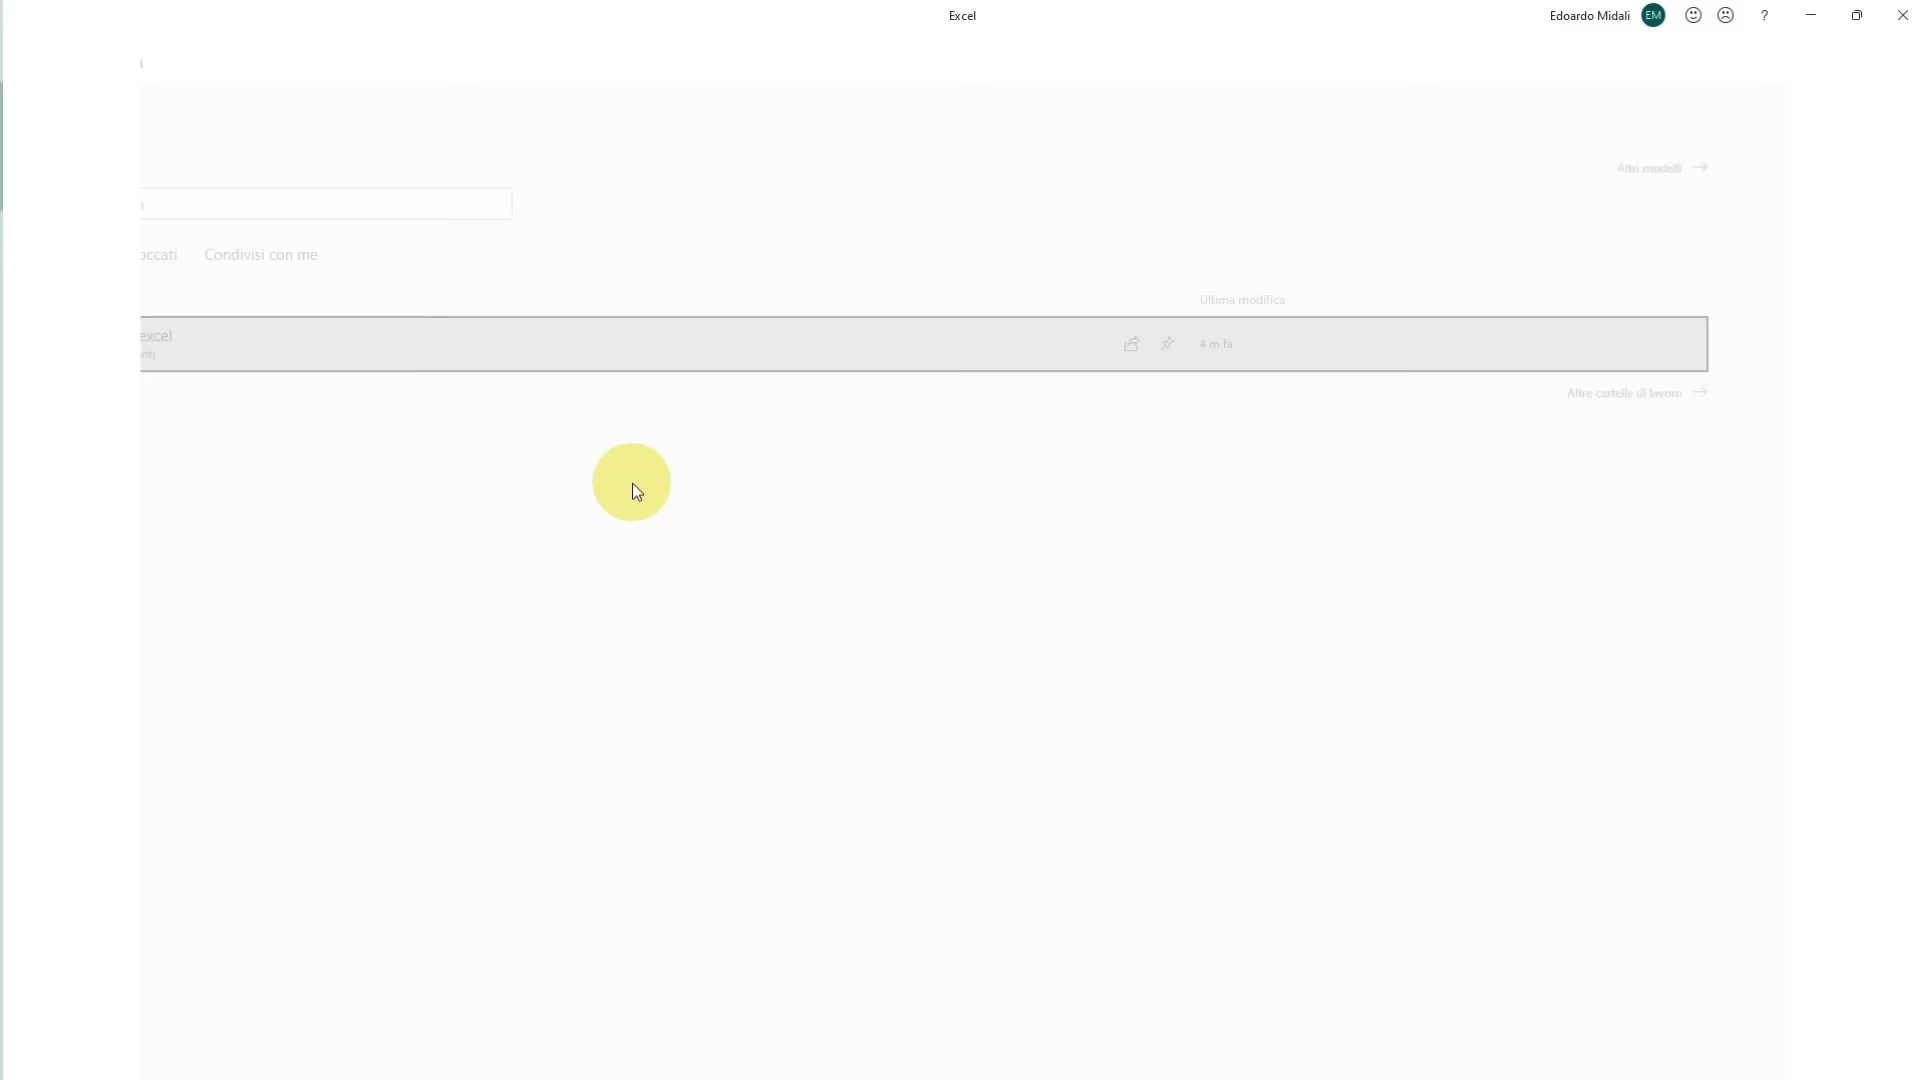 Excel
Edoardo Midali EM ?
Altri modelli
Condivisi con me
Ultima modifica
excel
4 m fa
Altre cartelle di lavoro